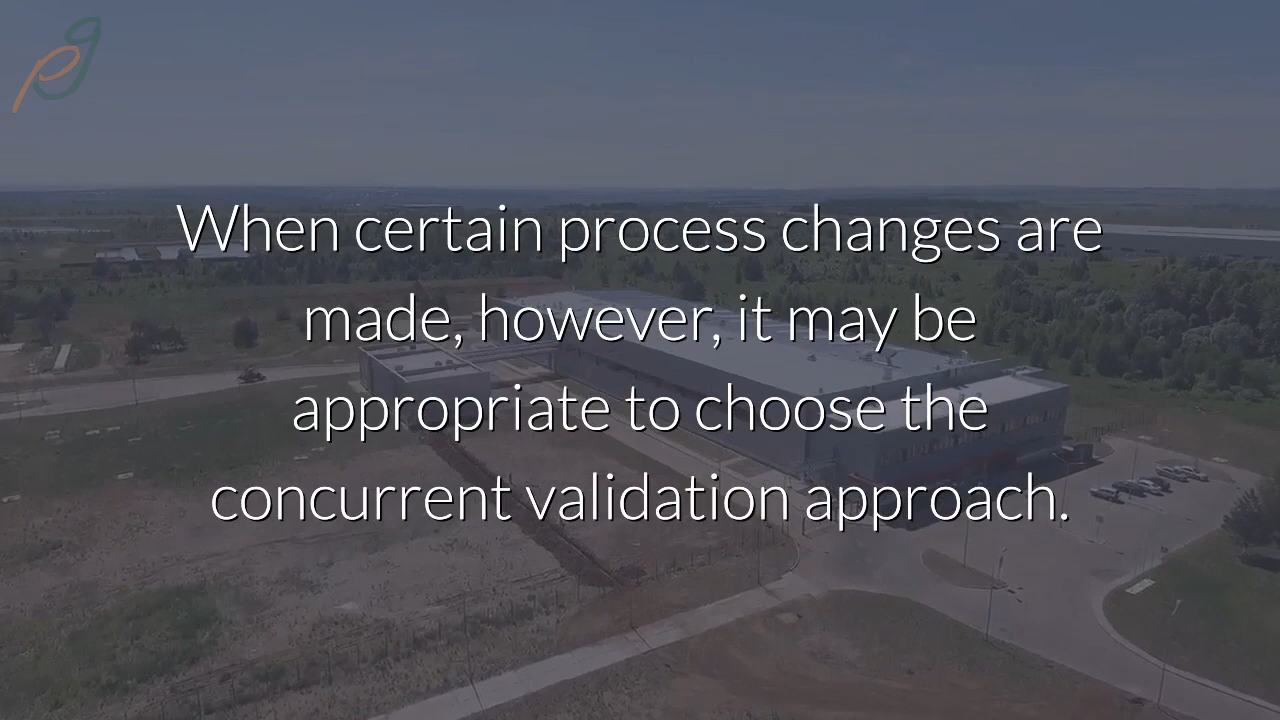 When certain process changes are
made, however, it may be
appropriate to choose the
concurrent validation approach.